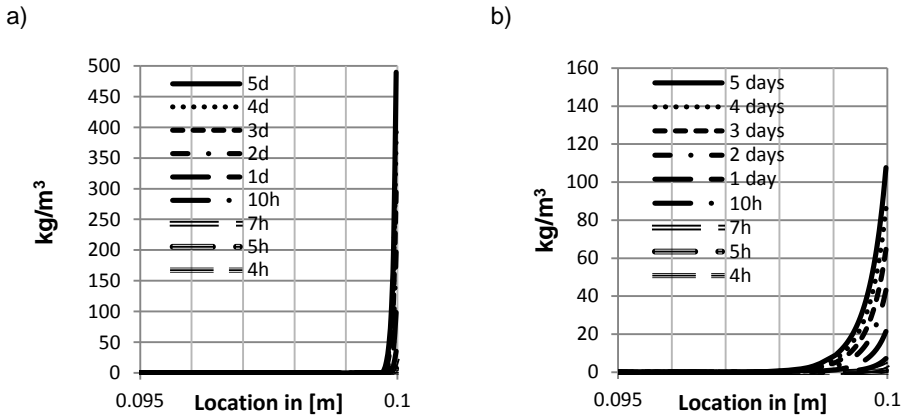 a)
500
450
400
350
300
250
200
150
100
50
0
kg/m³
5d
4d
3d
2d
1d
10h
7h
5h
4h
0.095
Location in [m]
0.1
b)
160
140
120
100
80
60
40
20
0
kg/m³
5 days
4 days
3 days
2 days
1 day
10h
7h
5h
4h
0.095
Location in [m]
0.1